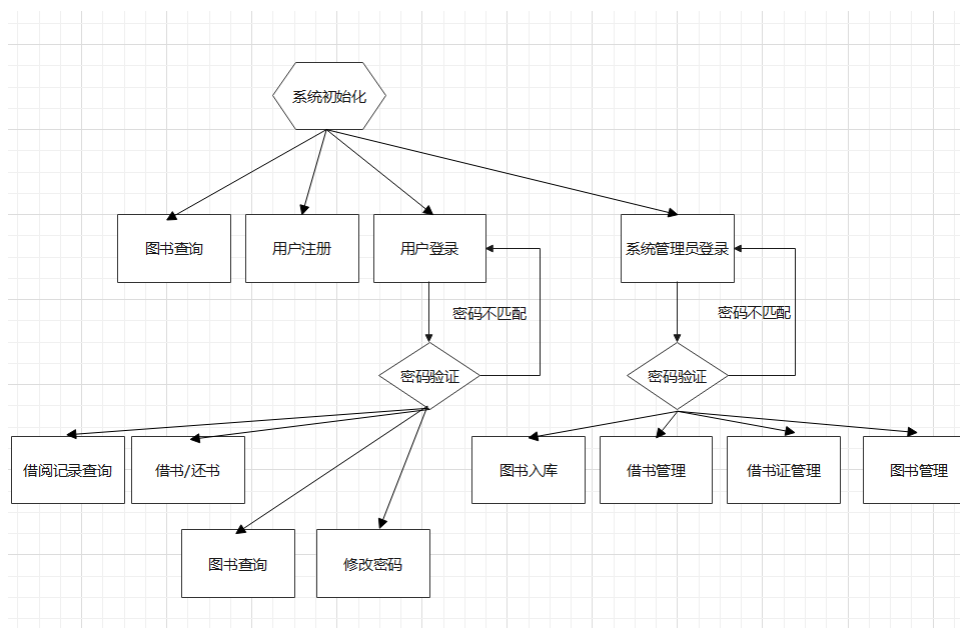 系统初始化
图书查询
用户注册
用户登录
系统管理员登录
密码不匹配
密码不匹配
密码验证
密码验证
借阅记录查询
借书/还书
图书入库
借书管理
借书证管理
图书管理
图书查询
修改密码